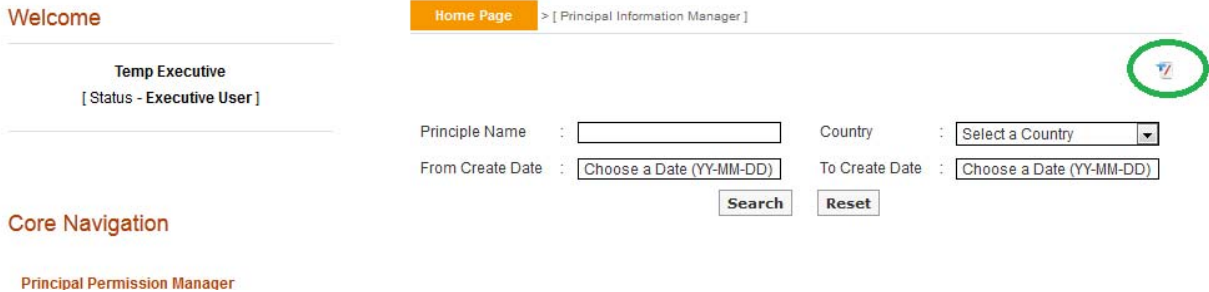 Welcome
Temp Executive
[ Status - Executive User ]
Core Navigation
Principal Permission Manager
Home Page > [ Principal Information Manager ]
Principle Name : Country : Select a Country
From Create Date : Choose a Date (YY-MM-DD) To Create Date : Choose a Date (YY-MM-DD)
Search Reset